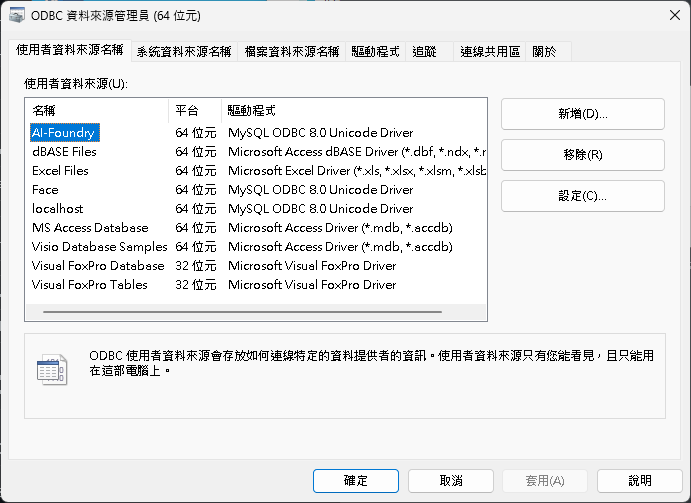 ODBC 資料來源管理員 (64 位元)
使用者資料來源名稱 系統資料來源名稱 檔案資料來源名稱 驅動程式 追蹤 連線共用區 關於
使用者資料來源(U):
名稱 平台 驅動程式
AI-Foundry 64 位元 MySQL ODBC 8.0 Unicode Driver
dBASE Files 64 位元 Microsoft Access dBASE Driver (*.dbf, *.ndx, *.r
Excel Files 64 位元 Microsoft Excel Driver (*.xls, *.xlsx, *.xlsm, *.xlsb
Face 64 位元 MySQL ODBC 8.0 Unicode Driver
localhost 64 位元 MySQL ODBC 8.0 Unicode Driver
MS Access Database 64 位元 Microsoft Access Driver (*.mdb, *.accdb)
Visio Database Samples 64 位元 Microsoft Access Driver (*.mdb, *.accdb)
Visual FoxPro Database 32 位元 Microsoft Visual FoxPro Driver
Visual FoxPro Tables 32 位元 Microsoft Visual FoxPro Driver
新增(D)...
移除(R)
設定(C)...
ODBC 使用者資料來源會存放如何連線特定的資料提供者的資訊。使用者資料來源只有您能看見，且只能用
在這部電腦上。
確定 取消 套用(A) 說明